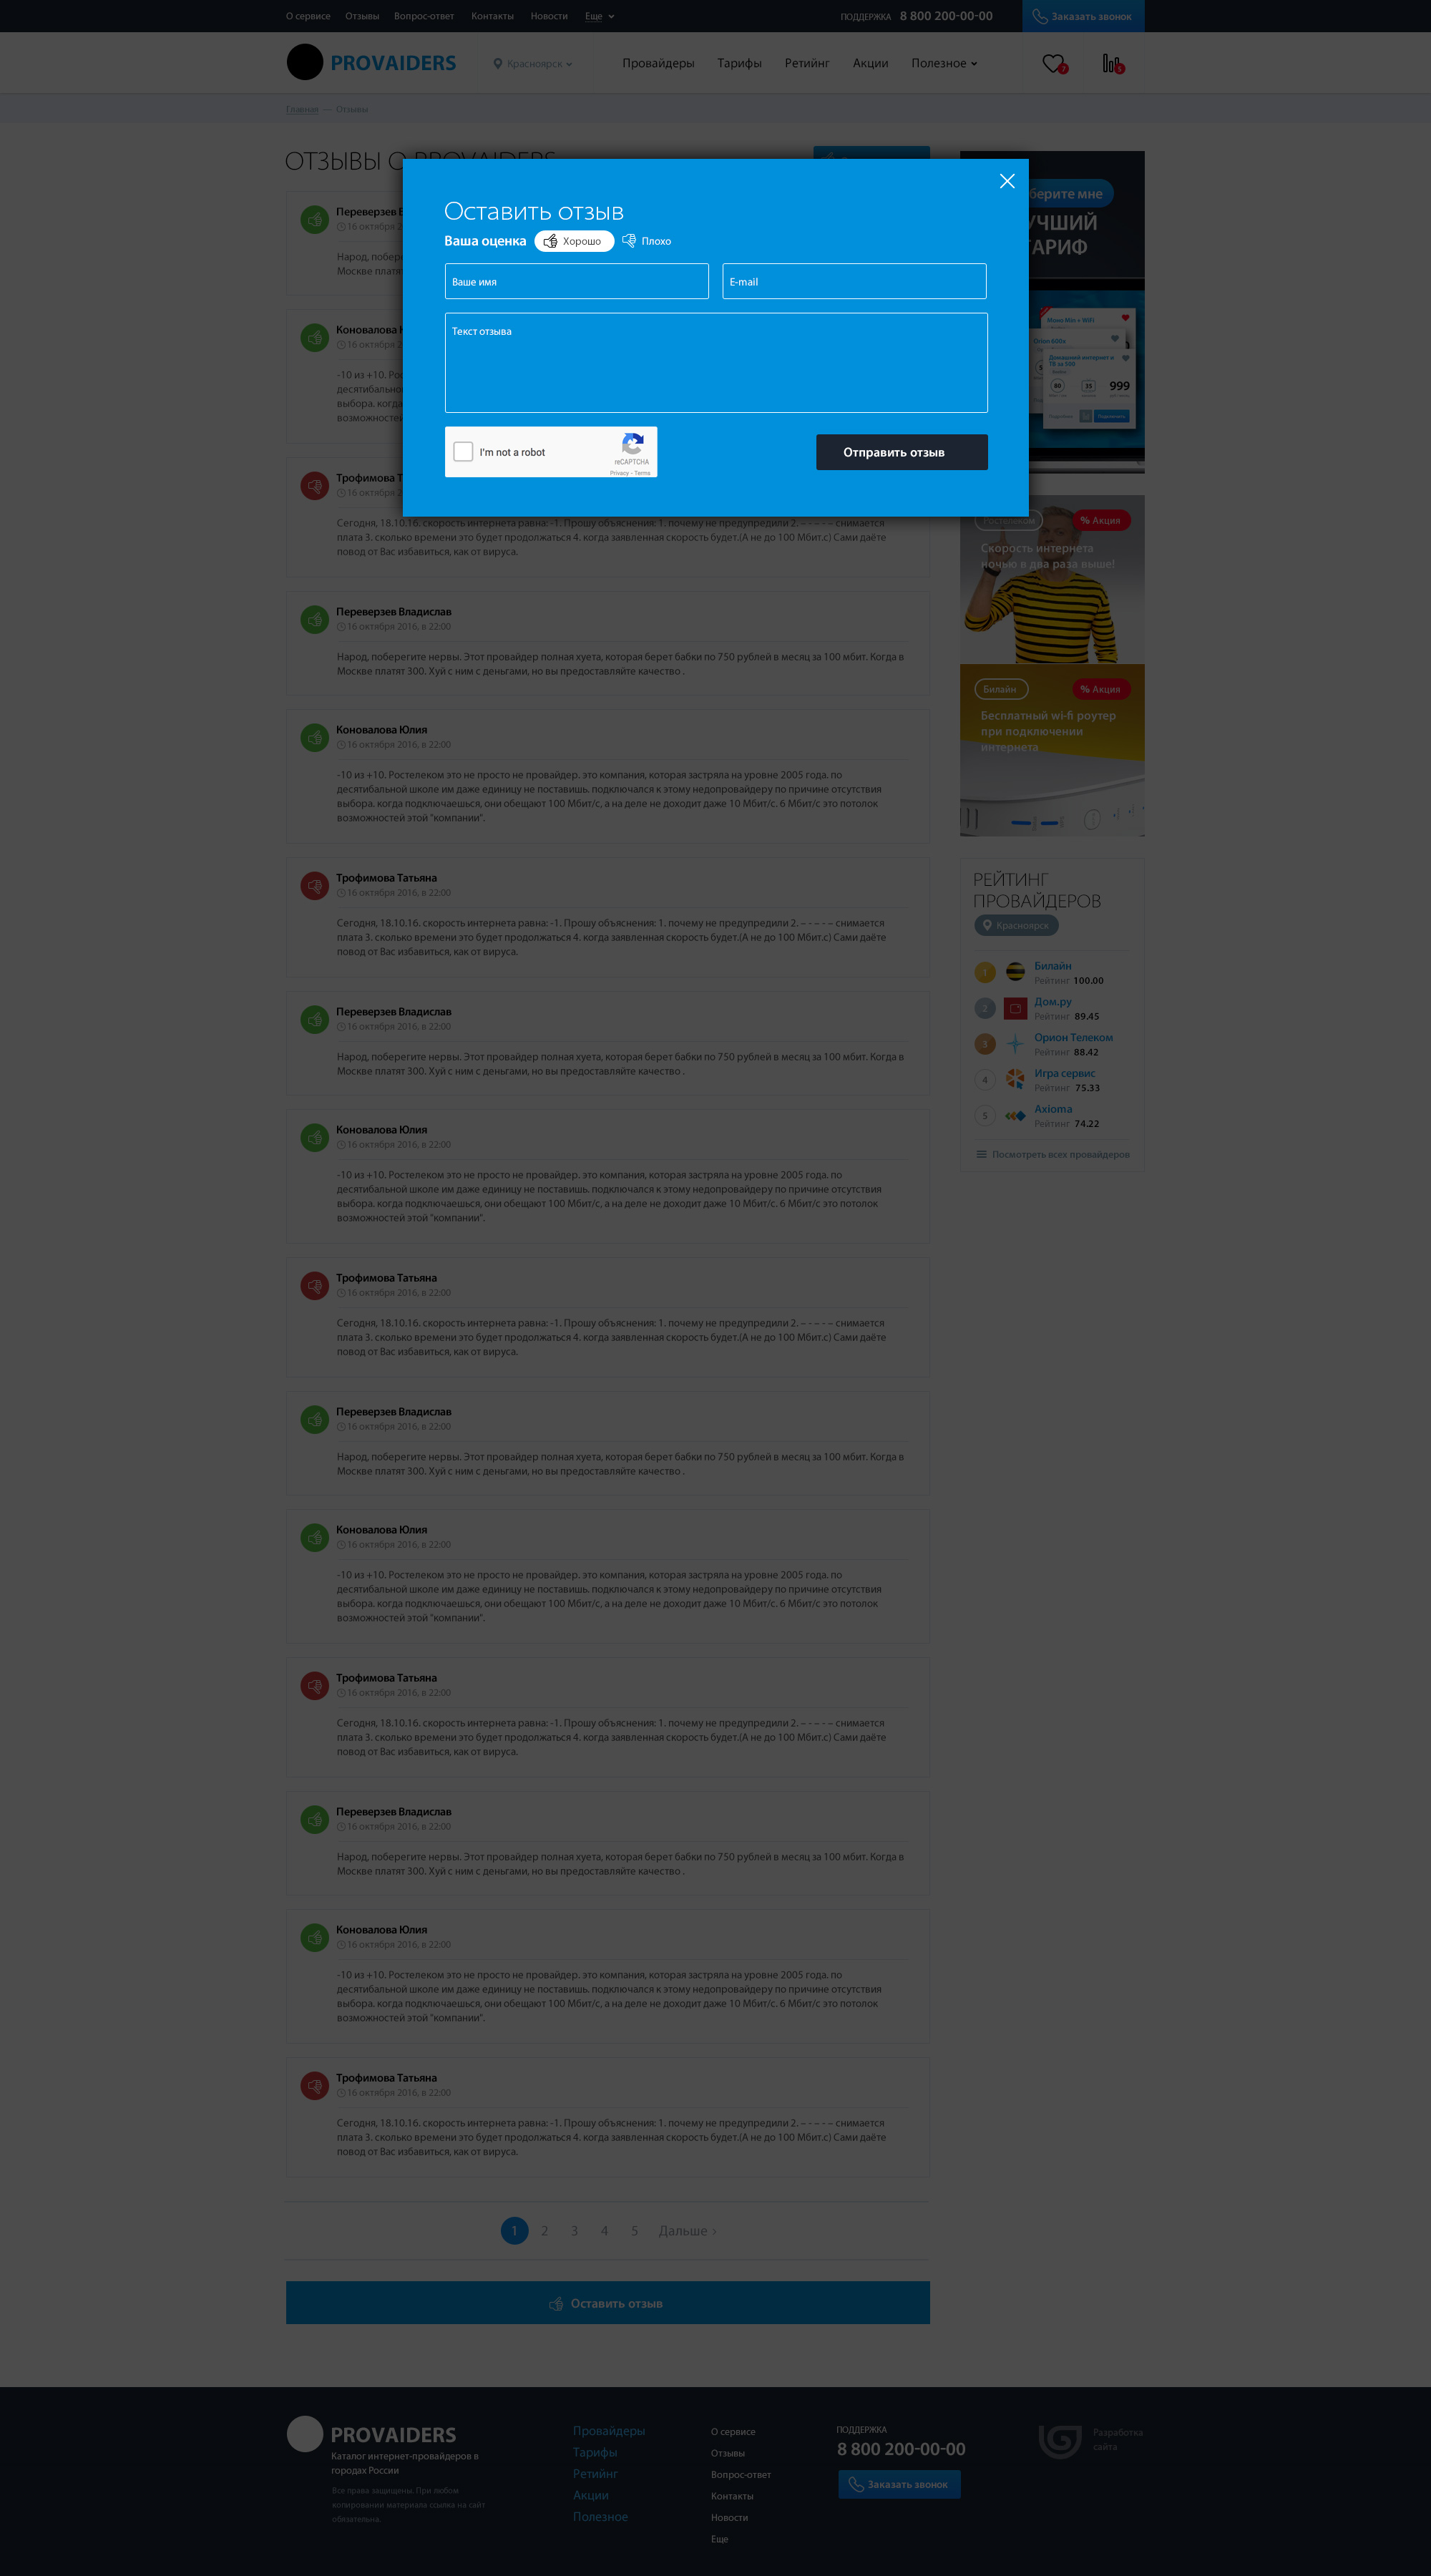 О сервисе Отзывы Вопрос-ответ Контакты Новости Еще ПОДДЕРЖКА 8 800 200-00-00 Заказать звонок
PROVAIDERS Красноярск Провайдеры Тарифы Ретийнг Акции Полезное
Главная — Отзывы
ОТЗЫВЫ О PROVAIDERS
Оставить отзыв
Ваша оценка Хорошо Плохо
Ваше имя E-mail
Текст отзыва
I'm not a robot
reCAPTCHA
Privacy - Terms
Отправить отзыв
Переверзев В
16 октября 2
Народ, побере
Москве платят
Коновалова
16 октября 2
-10 из +10. Рос
десятибально
выбора. когда
возможностей
Трофимова Т
16 октября 2
Сегодня, 18.10.16. скорость интернета равна: -1. Прошу объяснения: 1. почему не предупредили 2. – - – - – снимается
плата 3. сколько времени это будет продолжаться 4. когда заявленная скорость будет.(А не до 100 Мбит.с) Сами даёте
повод от Вас избавиться, как от вируса.
Переверзев Владислав
16 октября 2016, в 22:00
Народ, поберегите нервы. Этот провайдер полная хуета, которая берет бабки по 750 рублей в месяц за 100 мбит. Когда в
Москве платят 300. Хуй с ним с деньгами, но вы предоставляйте качество .
Коновалова Юлия
16 октября 2016, в 22:00
-10 из +10. Ростелеком это не просто не провайдер. это компания, которая застряла на уровне 2005 года. по
десятибальной школе им даже единицу не поставишь. подключался к этому недопровайдеру по причине отсутствия
выбора. когда подключаешься, они обещают 100 Мбит/с, а на деле не доходит даже 10 Мбит/с. 6 Мбит/с это потолок
возможностей этой "компании".
Трофимова Татьяна
16 октября 2016, в 22:00
Сегодня, 18.10.16. скорость интернета равна: -1. Прошу объяснения: 1. почему не предупредили 2. – - – - – снимается
плата 3. сколько времени это будет продолжаться 4. когда заявленная скорость будет.(А не до 100 Мбит.с) Сами даёте
повод от Вас избавиться, как от вируса.
Переверзев Владислав
16 октября 2016, в 22:00
Народ, поберегите нервы. Этот провайдер полная хуета, которая берет бабки по 750 рублей в месяц за 100 мбит. Когда в
Москве платят 300. Хуй с ним с деньгами, но вы предоставляйте качество .
Коновалова Юлия
16 октября 2016, в 22:00
-10 из +10. Ростелеком это не просто не провайдер. это компания, которая застряла на уровне 2005 года. по
десятибальной школе им даже единицу не поставишь. подключался к этому недопровайдеру по причине отсутствия
выбора. когда подключаешься, они обещают 100 Мбит/с, а на деле не доходит даже 10 Мбит/с. 6 Мбит/с это потолок
возможностей этой "компании".
Трофимова Татьяна
16 октября 2016, в 22:00
Сегодня, 18.10.16. скорость интернета равна: -1. Прошу объяснения: 1. почему не предупредили 2. – - – - – снимается
плата 3. сколько времени это будет продолжаться 4. когда заявленная скорость будет.(А не до 100 Мбит.с) Сами даёте
повод от Вас избавиться, как от вируса.
Переверзев Владислав
16 октября 2016, в 22:00
Народ, поберегите нервы. Этот провайдер полная хуета, которая берет бабки по 750 рублей в месяц за 100 мбит. Когда в
Москве платят 300. Хуй с ним с деньгами, но вы предоставляйте качество .
Коновалова Юлия
16 октября 2016, в 22:00
-10 из +10. Ростелеком это не просто не провайдер. это компания, которая застряла на уровне 2005 года. по
десятибальной школе им даже единицу не поставишь. подключался к этому недопровайдеру по причине отсутствия
выбора. когда подключаешься, они обещают 100 Мбит/с, а на деле не доходит даже 10 Мбит/с. 6 Мбит/с это потолок
возможностей этой "компании".
Трофимова Татьяна
16 октября 2016, в 22:00
Сегодня, 18.10.16. скорость интернета равна: -1. Прошу объяснения: 1. почему не предупредили 2. – - – - – снимается
плата 3. сколько времени это будет продолжаться 4. когда заявленная скорость будет.(А не до 100 Мбит.с) Сами даёте
повод от Вас избавиться, как от вируса.
Переверзев Владислав
16 октября 2016, в 22:00
Народ, поберегите нервы. Этот провайдер полная хуета, которая берет бабки по 750 рублей в месяц за 100 мбит. Когда в
Москве платят 300. Хуй с ним с деньгами, но вы предоставляйте качество .
Коновалова Юлия
16 октября 2016, в 22:00
-10 из +10. Ростелеком это не просто не провайдер. это компания, которая застряла на уровне 2005 года. по
десятибальной школе им даже единицу не поставишь. подключался к этому недопровайдеру по причине отсутствия
выбора. когда подключаешься, они обещают 100 Мбит/с, а на деле не доходит даже 10 Мбит/с. 6 Мбит/с это потолок
возможностей этой "компании".
Трофимова Татьяна
16 октября 2016, в 22:00
Сегодня, 18.10.16. скорость интернета равна: -1. Прошу объяснения: 1. почему не предупредили 2. – - – - – снимается
плата 3. сколько времени это будет продолжаться 4. когда заявленная скорость будет.(А не до 100 Мбит.с) Сами даёте
повод от Вас избавиться, как от вируса.
1 2 3 4 5 Дальше ›
Оставить отзыв
берите мне
УЧШИЙ
АРИФ
Моно Mio + WiFi
Orion 600z
Домашний интернет и
ТВ за 500
60 25 999
Подробнее Подключить
Ростелеком % Акция
Скорость интернета
ночью в два раза выше!
Билайн % Акция
Бесплатный wi-fi роутер
при подключении
интернета
РЕЙТИНГ
ПРОВАЙДЕРОВ
Красноярск
1 Билайн
Рейтинг 100.00
2 Дом.ру
Рейтинг 89.45
3 Орион Телеком
Рейтинг 88.42
4 Игра сервис
Рейтинг 75.33
5 Axioma
Рейтинг 74.22
Посмотреть всех провайдеров
PROVAIDERS
Каталог интернет-провайдеров в
городах России
Все права защищены. При любом
копировании материала ссылка на сайт
обязательна.
Провайдеры
Тарифы
Ретийнг
Акции
Полезное
О сервисе
Отзывы
Вопрос-ответ
Контакты
Новости
Еще
ПОДДЕРЖКА
8 800 200-00-00
Заказать звонок
Разработка
сайта